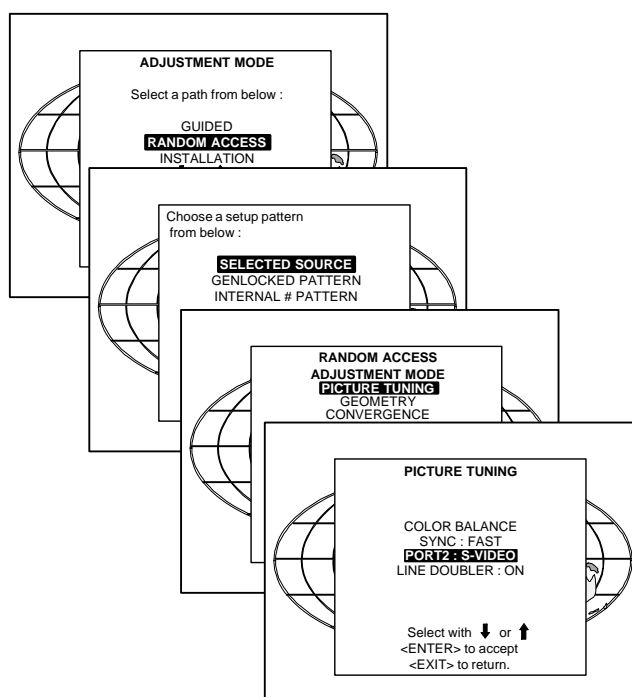 ADJUSTMENT MODE
Select a path from below :
GUIDED
RANDOM ACCESS
INSTALLATION
Choose a setup pattern
from below :
SELECTED SOURCE
GENLOCKED PATTERN
INTERNAL # PATTERN
RANDOM ACCESS
ADJUSTMENT MODE
PICTURE TUNING
GEOMETRY
CONVERGENCE
PICTURE TUNING
COLOR BALANCE
SYNC : FAST
PORT2 : S-VIDEO
LINE DOUBLER : ON
Select with ⬇ or ⬆
<ENTER> to accept
<EXIT> to return.